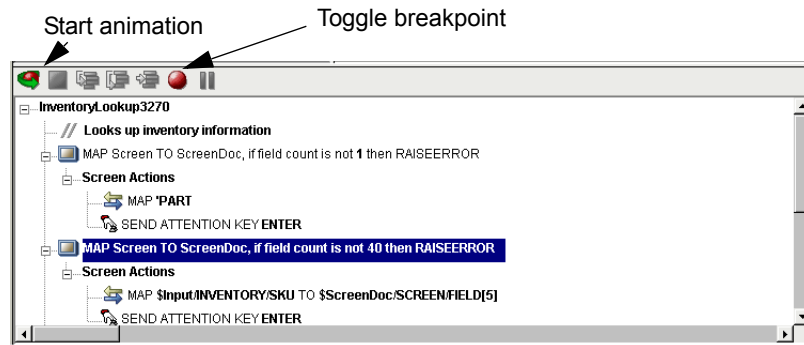 Start animation
Toggle breakpoint
InventoryLookup3270
// Looks up inventory information
MAP Screen TO ScreenDoc, if field count is not 1 then RAISEERROR
Screen Actions
MAP 'PART
SEND ATTENTION KEY ENTER
MAP Screen TO ScreenDoc, if field count is not 40 then RAISEERROR
Screen Actions
MAP $Input/INVENTORY/SKU TO $ScreenDoc/SCREEN/FIELD[5]
SEND ATTENTION KEY ENTER